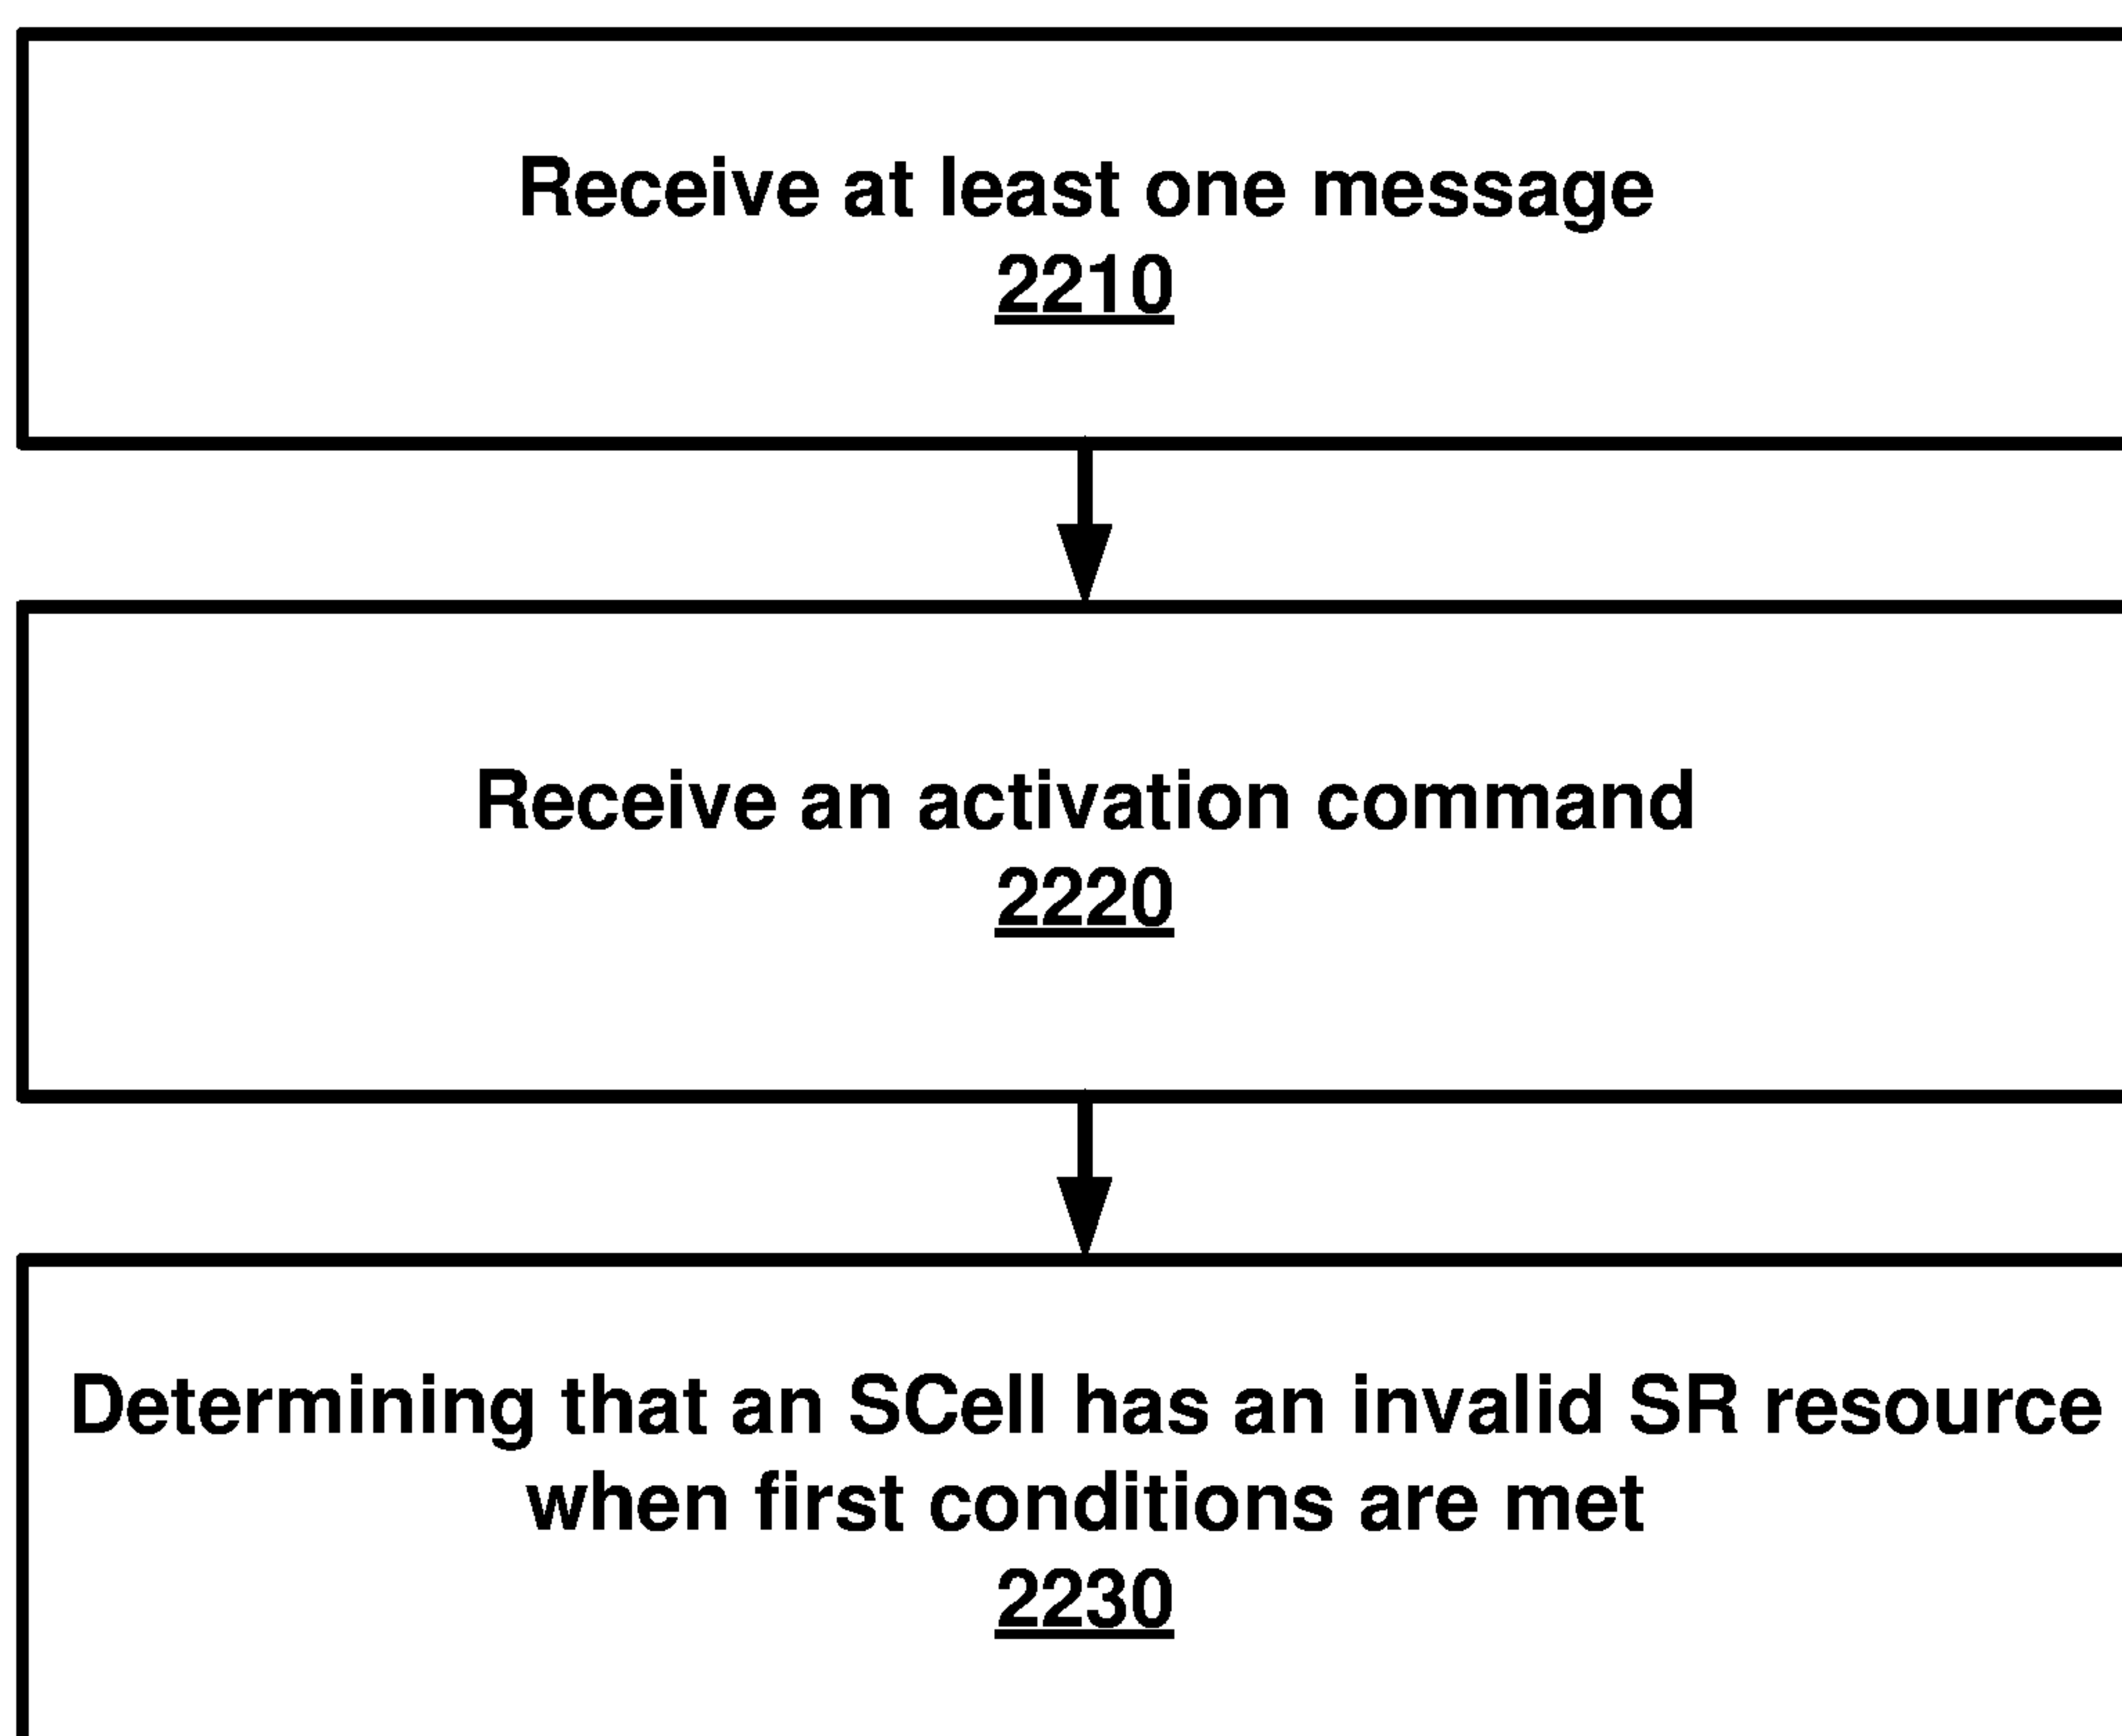 Receive at least one message
2210
Receive an activation command
2220
Determining that an SCell has an invalid SR resource
when first conditions are met
2230